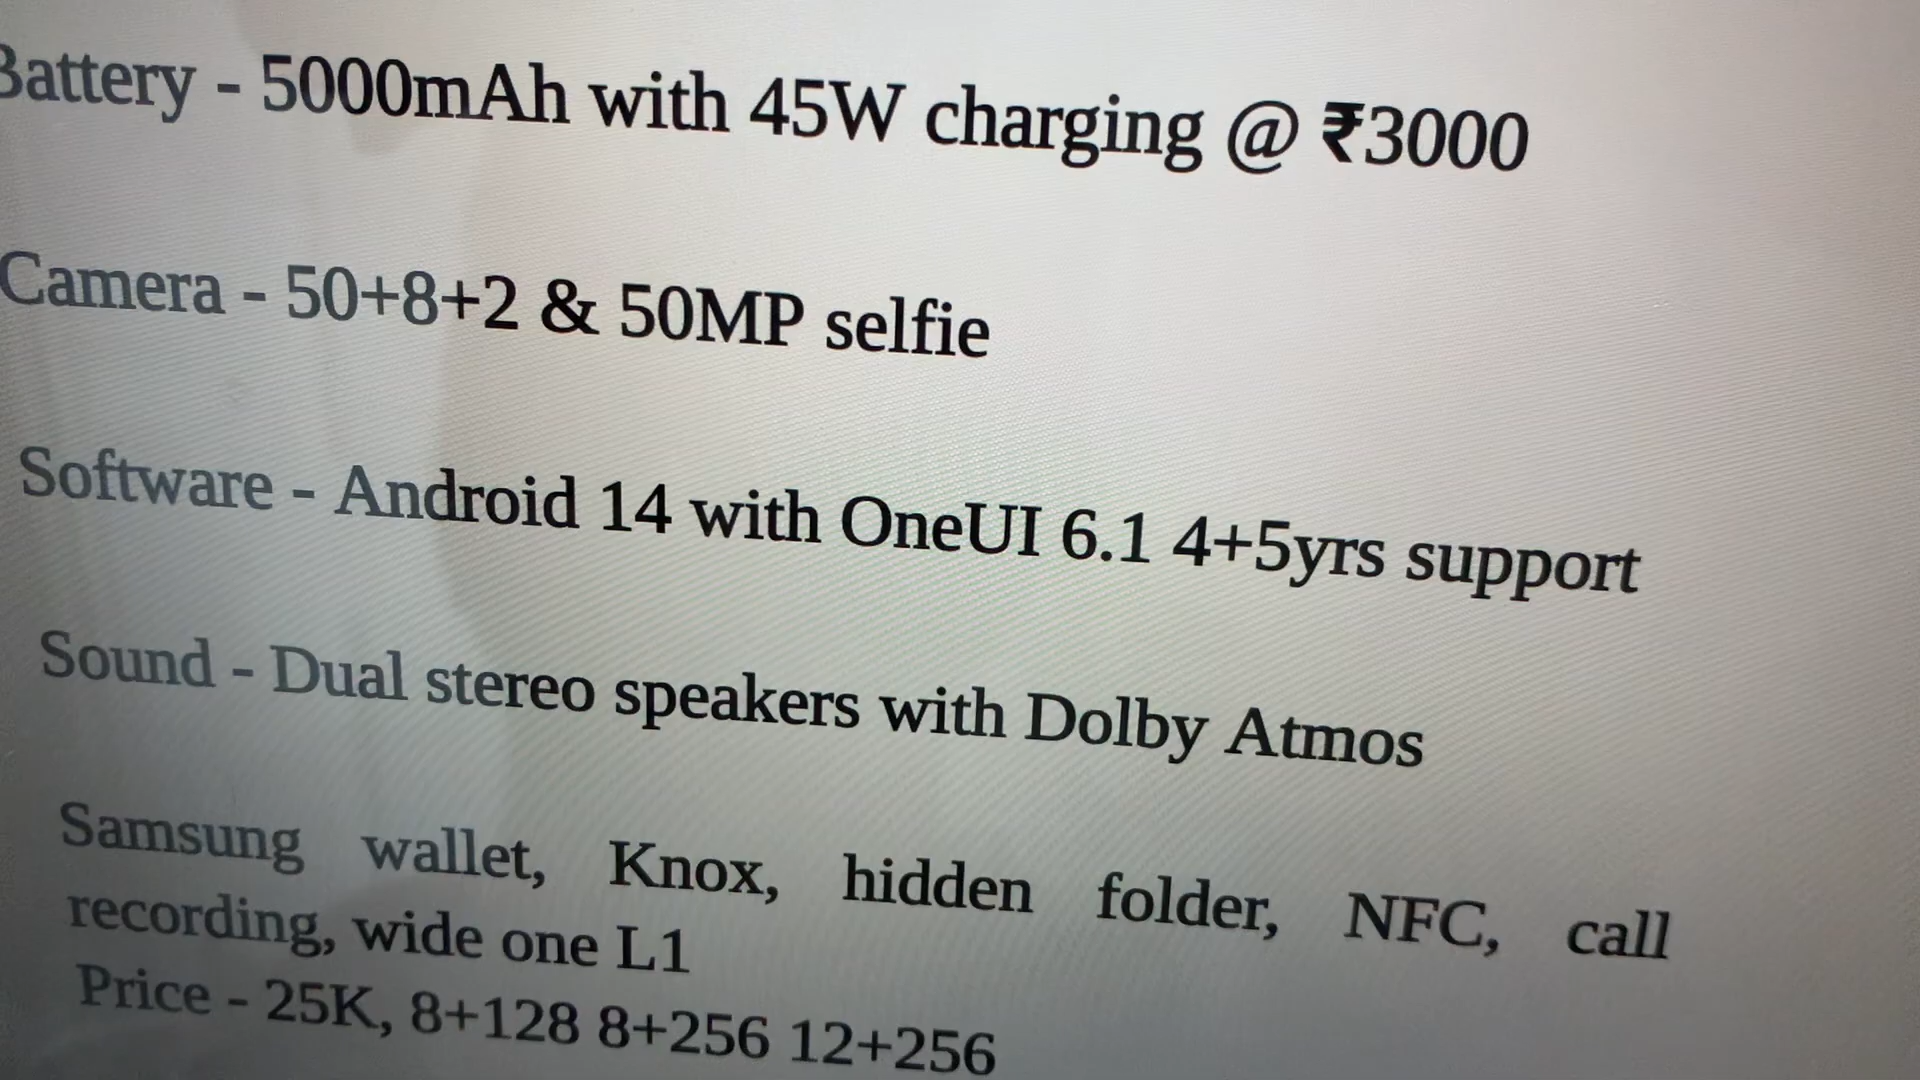 Battery - 5000mAh with 45W charging @ ₹3000
Camera - 50+8+2 & 50MP selfie
Software - Android 14 with OneUI 6.1 4+5yrs support
Sound - Dual stereo speakers with Dolby Atmos
Samsung wallet, Knox, hidden folder, NFC, call
recording, wide one L1
Price - 25K, 8+128 8+256 12+256